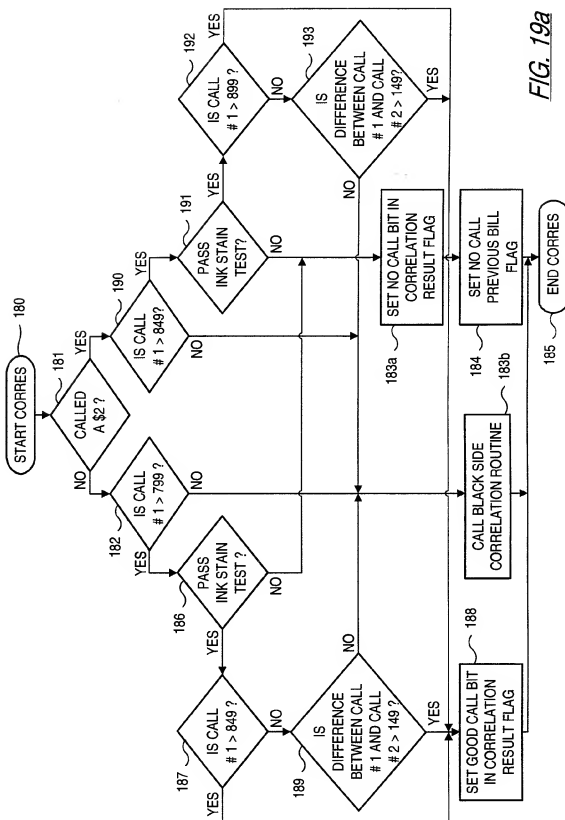 START CORRES
180
181
CALLED
A $2 ?
NO
YES
182
IS CALL
# 1 > 799 ?
YES
NO
190
IS CALL
# 1 > 849?
YES
NO
186
PASS
INK STAIN
TEST ?
YES
NO
191
PASS
INK STAIN
TEST?
YES
NO
187
IS CALL
# 1 > 849 ?
YES
NO
192
IS CALL
# 1 > 899 ?
YES
NO
189
IS
DIFFERENCE
BETWEEN CALL
# 1 AND CALL
# 2 > 149?
NO
YES
193
IS
DIFFERENCE
BETWEEN CALL
# 1 AND CALL
# 2 > 149?
NO
YES
188
SET GOOD CALL BIT
IN CORRELATION
RESULT FLAG
CALL BLACK SIDE
CORRELATION ROUTINE
183b
SET NO CALL BIT IN
CORRELATION
RESULT FLAG
183a
SET NO CALL
PREVIOUS BILL
FLAG
184
END CORRES
185
FIG. 19a